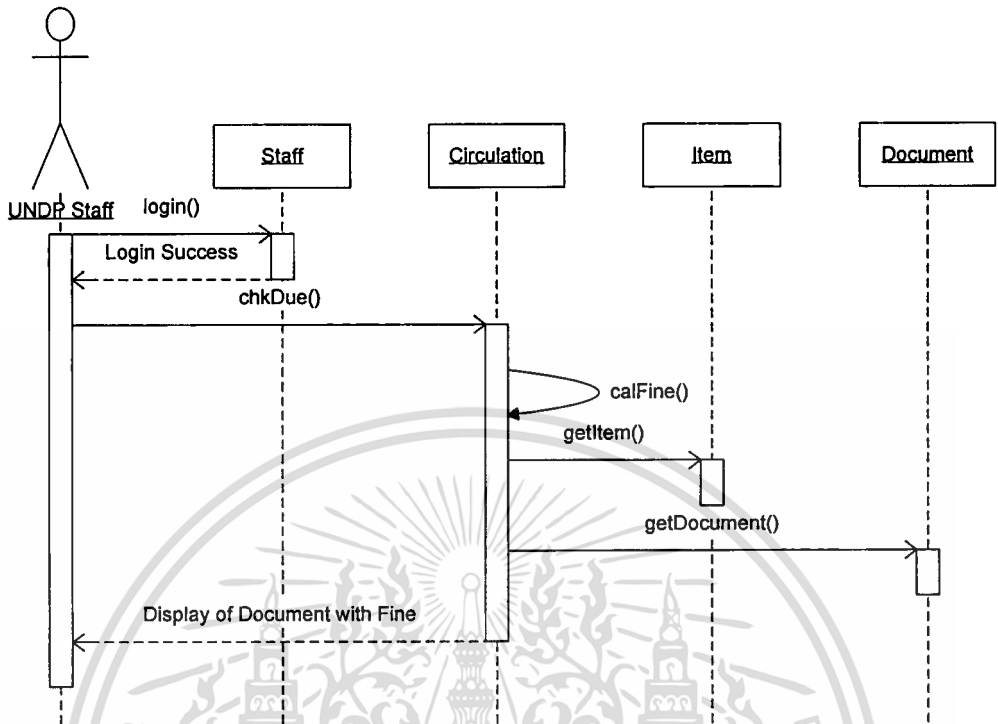 Staff
Circulation
Item
Document
UNDP Staff
login()
Login Success
chkDue()
calFine()
getItem()
getDocument()
Display of Document with Fine